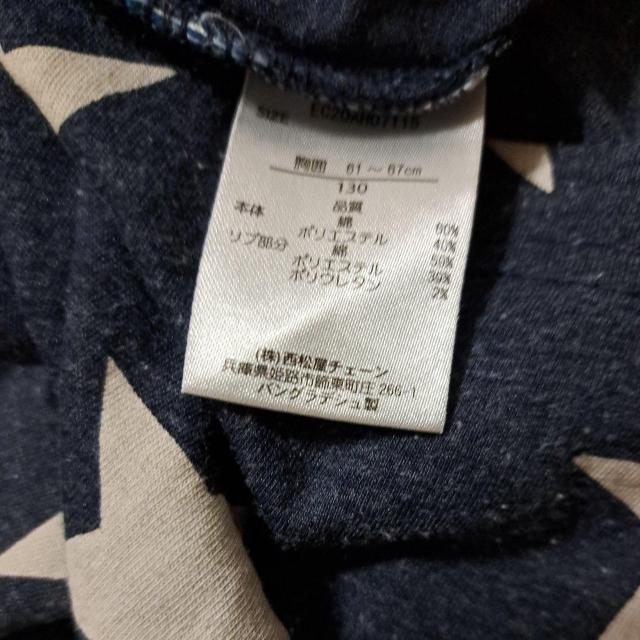 SIZE
胸囲 61～67cm
130
品質
本体 綿 60%
ポリエステル 40%
リブ部分 綿
ポリエステル
ポリウレタン 2%
(株)西松屋チェーン
兵庫県姫路市飾東町庄266-1
バングラデシュ製